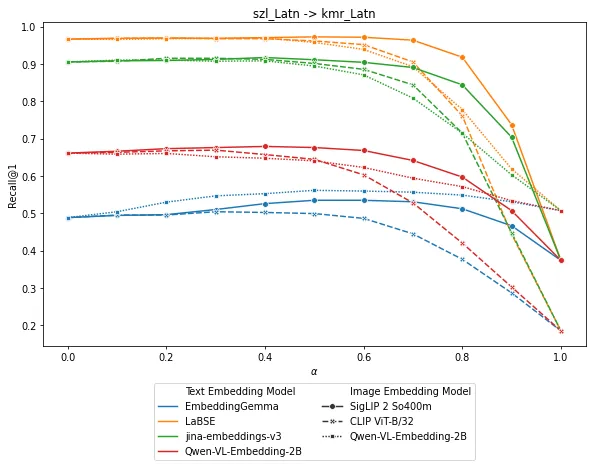 szl_Latn -> kmr_Latn
1.0
0.9
0.8
0.7
0.6
0.5
0.4
0.3
0.2
Recall@1
0.0 0.2 0.4 0.6 0.8 1.0
α
Text Embedding Model Image Embedding Model
EmbeddingGemma SigLIP 2 So400m
LaBSE CLIP ViT-B/32
jina-embeddings-v3 Qwen-VL-Embedding-2B
Qwen-VL-Embedding-2B